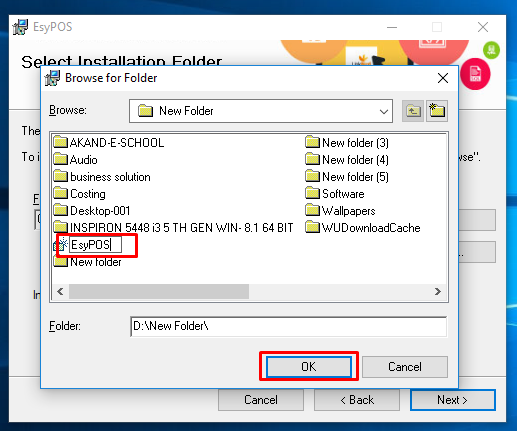 EsyPOS
Select Installation Folder
Browse for Folder
Browse:
New Folder
AKAND-E-SCHOOL
Audio
business solution
Costing
Desktop-001
INSPIRON 5448 i3 5 TH GEN WIN- 8.1 64 BIT
EsyPOS
New folder
New folder (3)
New folder (4)
New folder (5)
Software
Wallpapers
WUDownloadCache
Folder:
D:\New Folder\
OK
Cancel
The
To i
wse".
Cancel
< Back
Next >